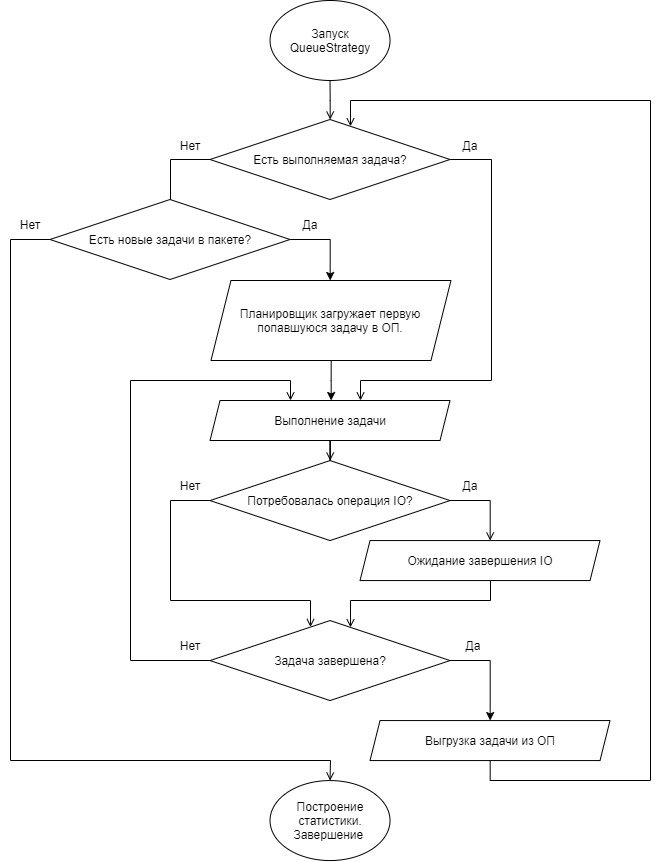 Запуск
QueueStrategy
Нет
Есть выполняемая задача?
Да
Нет
Есть новые задачи в пакете?
Да
Планировщик загружает первую
попавшуюся задачу в ОП.
Выполнение задачи
Нет
Потребовалась операция IO?
Да
Ожидание завершения IO
Нет
Задача завершена?
Да
Выгрузка задачи из ОП
Построение
статистики.
Завершение